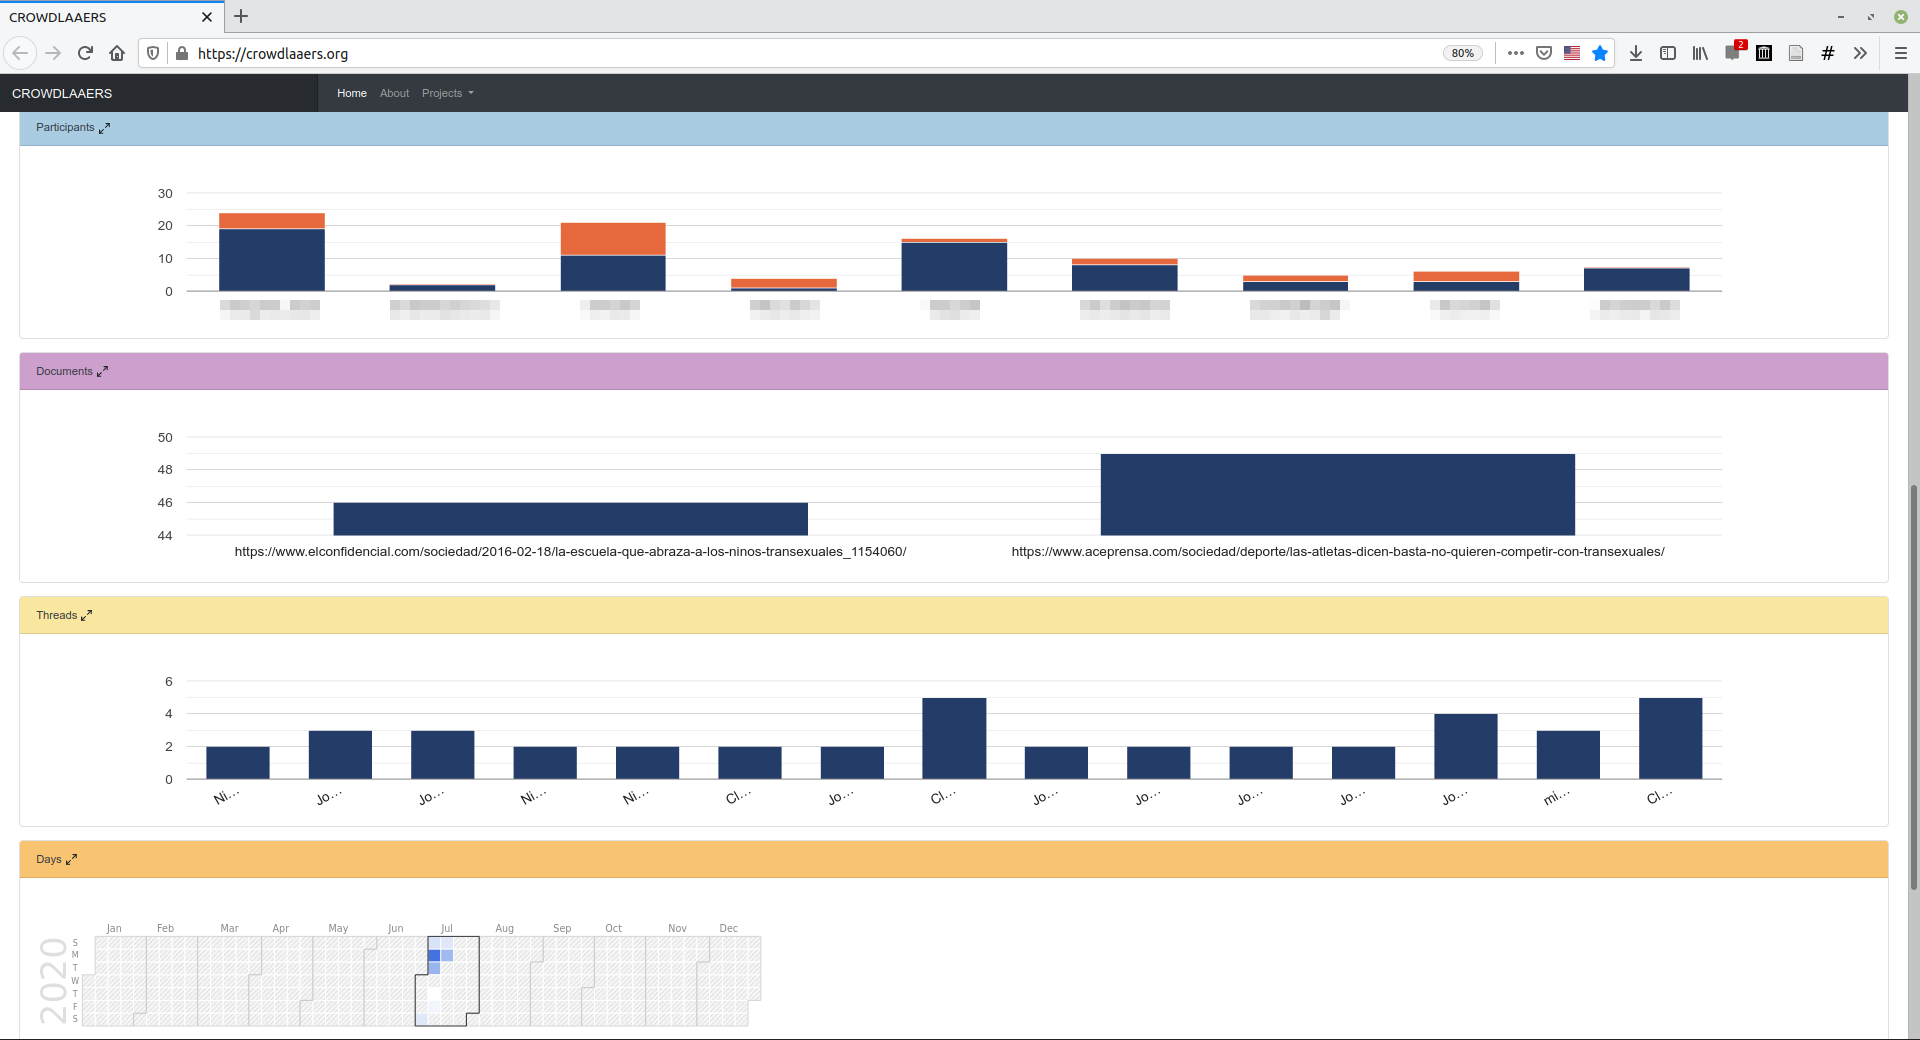 CROWDLAAERS
https://crowdlaaers.org
80%
2
CROWDLAAERS
Home About Projects
Participants
30
20
10
0
Documents
50
48
46
44
https://www.elconfidencial.com/sociedad/2016-02-18/la-escuela-que-abraza-a-los-ninos-transexuales_1154060/
https://www.aceprensa.com/sociedad/deporte/las-atletas-dicen-basta-no-quieren-competir-con-transexuales/
Threads
6
4
2
0
Ni... Jo... Jo... Ni... Ni... Cl... Jo... Cl... Jo... Jo... Jo... Jo... Jo... mi... Cl...
Days
Jan Feb Mar Apr May Jun Jul Aug Sep Oct Nov Dec
2020
S
M
T
W
T
F
S